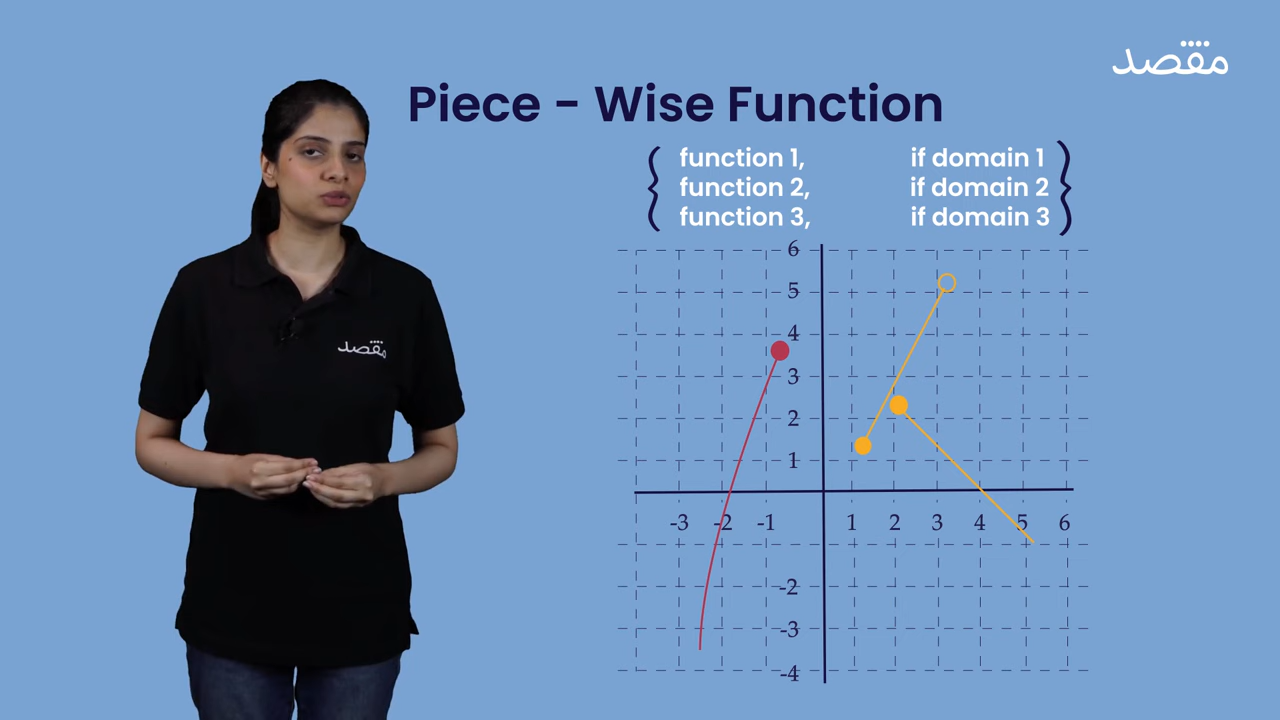 مقصد
Piece - Wise Function
function 1, if domain 1
function 2, if domain 2
function 3, if domain 3
6
5
4
3
2
1
-3 -2 -1 1 2 3 4 5 6
-2
-3
-4
مقصد